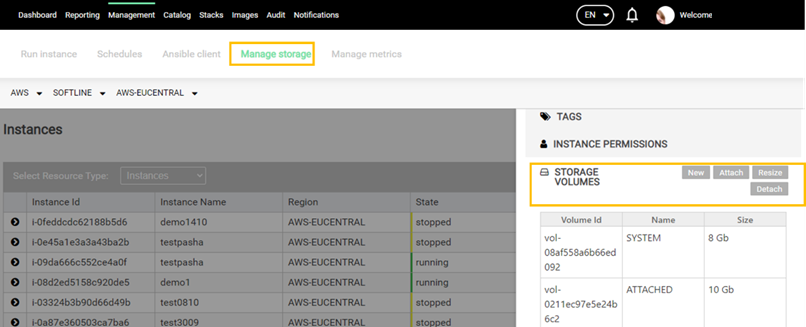 Dashboard Reporting Management Catalog Stacks Images Audit Notifications EN Welcome
Run instance Schedules Ansible client Manage storage Manage metrics
AWS SOFTLINE AWS-EUCENTRAL
Instances
Select Resource Type: Instances
Instance Id Instance Name Region State
i-0feddcdc62188b5d6 demo1410 AWS-EUCENTRAL stopped
i-0e45a1e3a3a43ba2b testpasha AWS-EUCENTRAL stopped
i-09da666c552ce4a0f testpasha AWS-EUCENTRAL running
i-08d2ed5158c920de5 demo1 AWS-EUCENTRAL running
i-03324b3b90d66d49b test0810 AWS-EUCENTRAL stopped
i-0a87e360503ca7ba6 test3009 AWS-EUCENTRAL stopped
TAGS
INSTANCE PERMISSIONS
STORAGE VOLUMES
New Attach Resize
Detach
Volume Id Name Size
vol-08af558a6b66ed092 SYSTEM 8 Gb
vol-0211ec97e5e24b6c2 ATTACHED 10 Gb